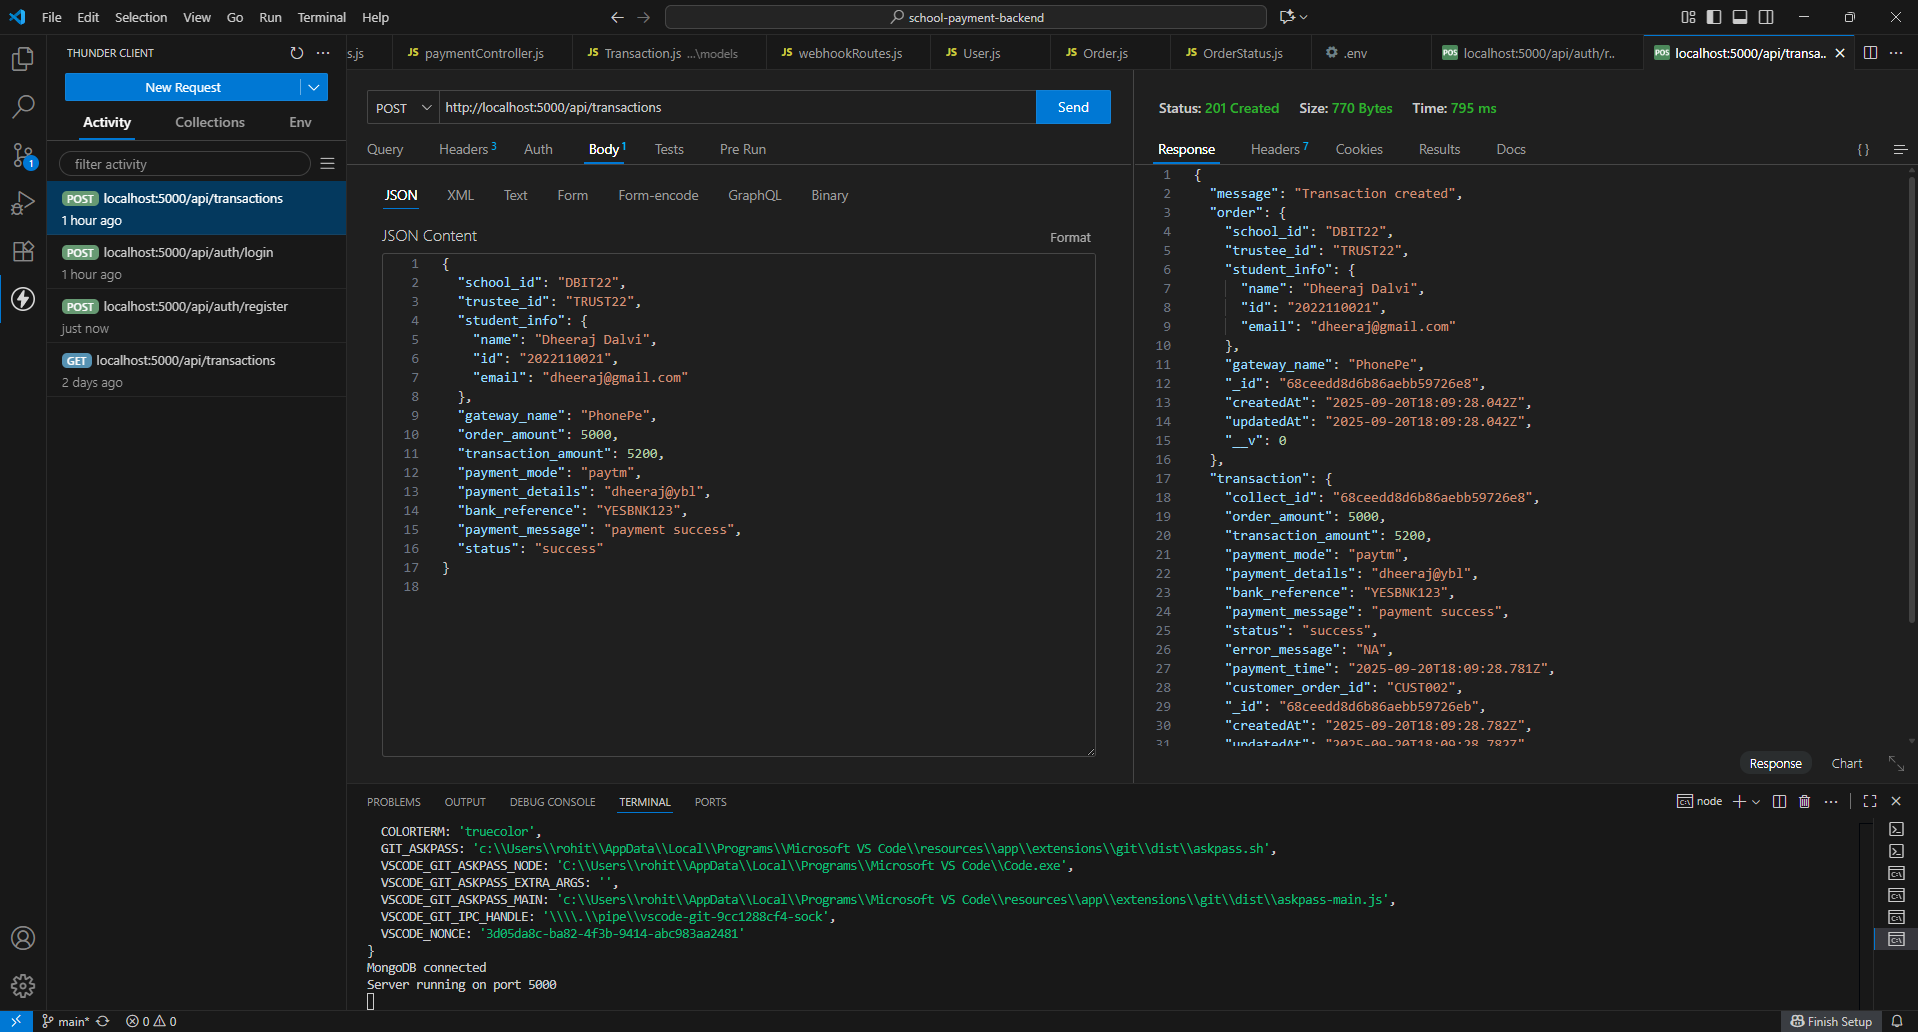 File Edit Selection View Go Run Terminal Help
school-payment-backend
THUNDER CLIENT
s.js
JS paymentController.js
JS Transaction.js ...\models
JS webhookRoutes.js
JS User.js
JS Order.js
JS OrderStatus.js
.env
POS localhost:5000/api/auth/r..
POS localhost:5000/api/transa..
New Request
Activity Collections Env
filter activity
POST localhost:5000/api/transactions
1 hour ago
POST localhost:5000/api/auth/login
1 hour ago
POST localhost:5000/api/auth/register
just now
GET localhost:5000/api/transactions
2 days ago
1
POST http://localhost:5000/api/transactions Send
Query Headers 3 Auth Body 1 Tests Pre Run
JSON XML Text Form Form-encode GraphQL Binary
JSON Content
Format
1 {
2 "school_id": "DBIT22",
3 "trustee_id": "TRUST22",
4 "student_info": {
5 "name": "Dheeraj Dalvi",
6 "id": "2022110021",
7 "email": "dheeraj@gmail.com"
8 },
9 "gateway_name": "PhonePe",
10 "order_amount": 5000,
11 "transaction_amount": 5200,
12 "payment_mode": "paytm",
13 "payment_details": "dheeraj@ybl",
14 "bank_reference": "YESBNK123",
15 "payment_message": "payment success",
16 "status": "success"
17 }
18
Status: 201 Created Size: 770 Bytes Time: 795 ms
Response Headers 7 Cookies Results Docs
{ }
1 {
2 "message": "Transaction created",
3 "order": {
4 "school_id": "DBIT22",
5 "trustee_id": "TRUST22",
6 "student_info": {
7 "name": "Dheeraj Dalvi",
8 "id": "2022110021",
9 "email": "dheeraj@gmail.com"
10 },
11 "gateway_name": "PhonePe",
12 "_id": "68ceedd8d6b86aebb59726e8",
13 "createdAt": "2025-09-20T18:09:28.042Z",
14 "updatedAt": "2025-09-20T18:09:28.042Z",
15 "__v": 0
16 },
17 "transaction": {
18 "collect_id": "68ceedd8d6b86aebb59726e8",
19 "order_amount": 5000,
20 "transaction_amount": 5200,
21 "payment_mode": "paytm",
22 "payment_details": "dheeraj@ybl",
23 "bank_reference": "YESBNK123",
24 "payment_message": "payment success",
25 "status": "success",
26 "error_message": "NA",
27 "payment_time": "2025-09-20T18:09:28.781Z",
28 "customer_order_id": "CUST002",
29 "_id": "68ceedd8d6b86aebb59726eb",
30 "createdAt": "2025-09-20T18:09:28.782Z",
31 "updatedAt": "2025-09-20T18:09:28.782Z"
Response Chart
PROBLEMS OUTPUT DEBUG CONSOLE TERMINAL PORTS
node
COLORTERM: 'truecolor',
GIT_ASKPASS: 'c:\\Users\\rohit\\AppData\\Local\\Programs\\Microsoft VS Code\\resources\\app\\extensions\\git\\dist\\askpass.sh',
VSCODE_GIT_ASKPASS_NODE: 'C:\\Users\\rohit\\AppData\\Local\\Programs\\Microsoft VS Code\\Code.exe',
VSCODE_GIT_ASKPASS_EXTRA_ARGS: '',
VSCODE_GIT_ASKPASS_MAIN: 'c:\\Users\\rohit\\AppData\\Local\\Programs\\Microsoft VS Code\\resources\\app\\extensions\\git\\dist\\askpass-main.js',
VSCODE_GIT_IPC_HANDLE: '\\\\.\\pipe\\vscode-git-9cc1288cf4-sock',
VSCODE_NONCE: '3d05da8c-ba82-4f3b-9414-abc983aa2481'
}
MongoDB connected
Server running on port 5000
main* 0 0
Finish Setup